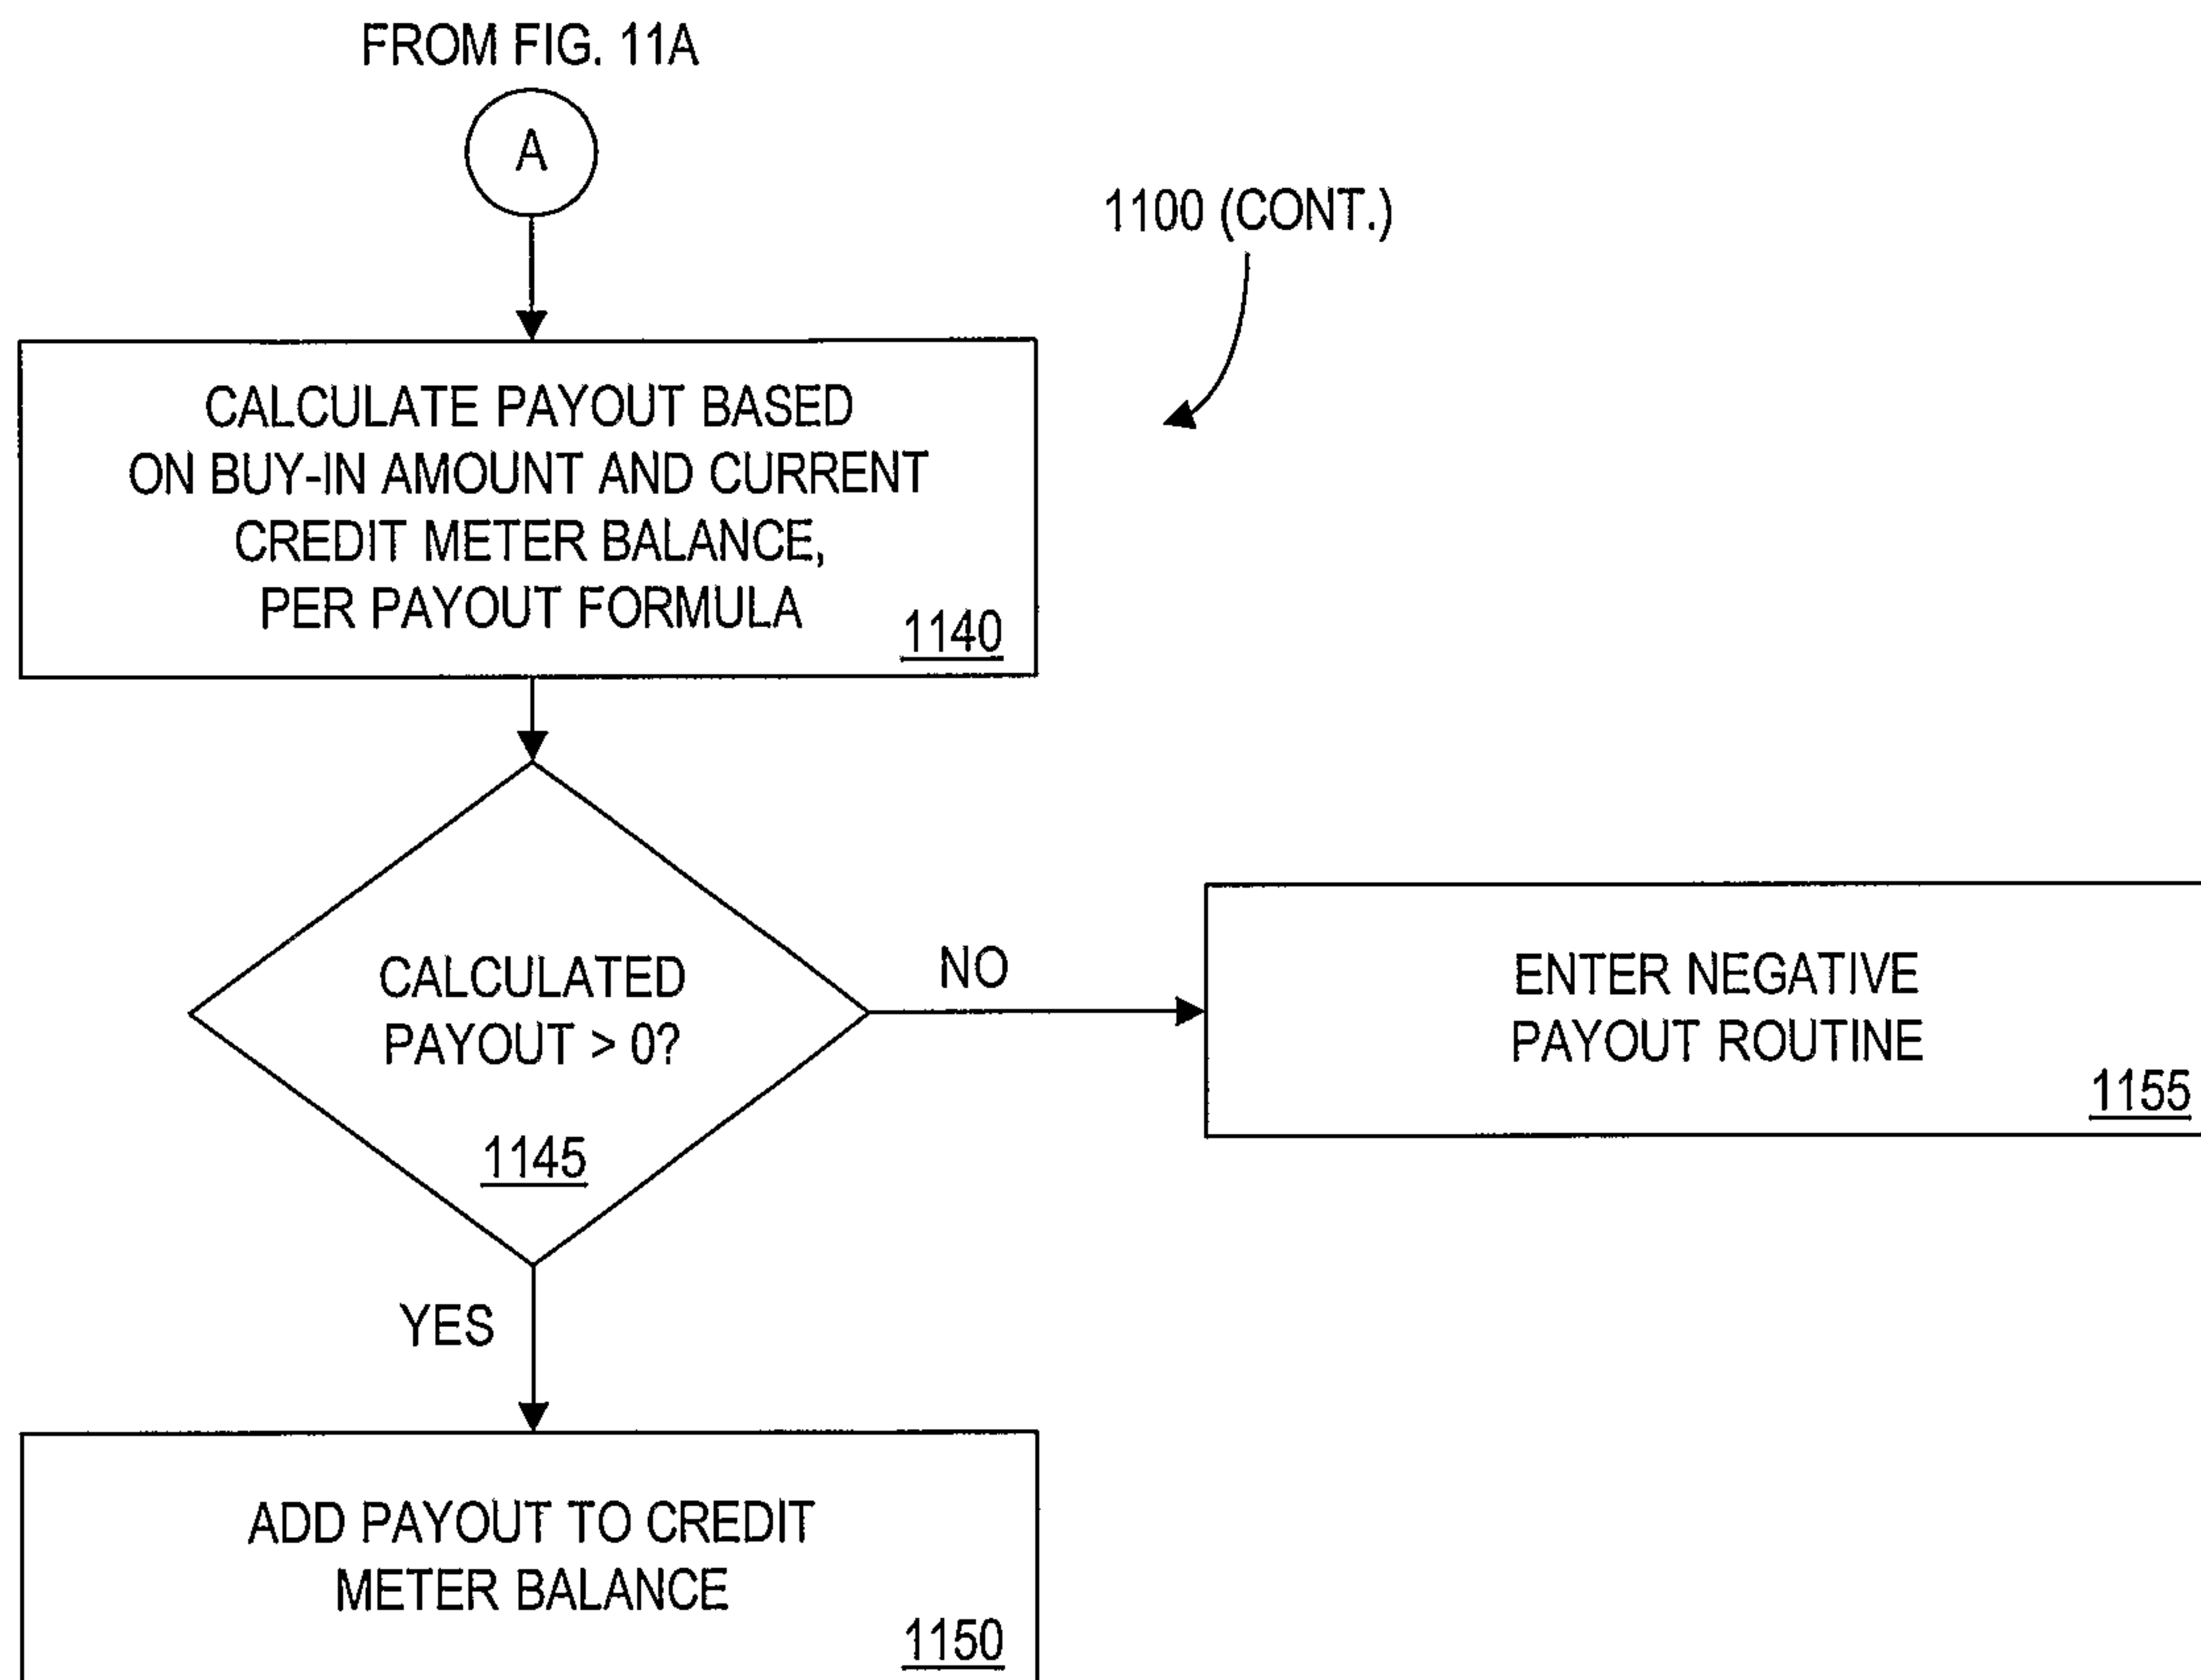 FROM FIG. 11A
A
1100 (CONT.)
CALCULATE PAYOUT BASED
ON BUY-IN AMOUNT AND CURRENT
CREDIT METER BALANCE,
PER PAYOUT FORMULA
1140
CALCULATED
PAYOUT > 0?
1145
NO
ENTER NEGATIVE
PAYOUT ROUTINE
1155
YES
ADD PAYOUT TO CREDIT
METER BALANCE
1150